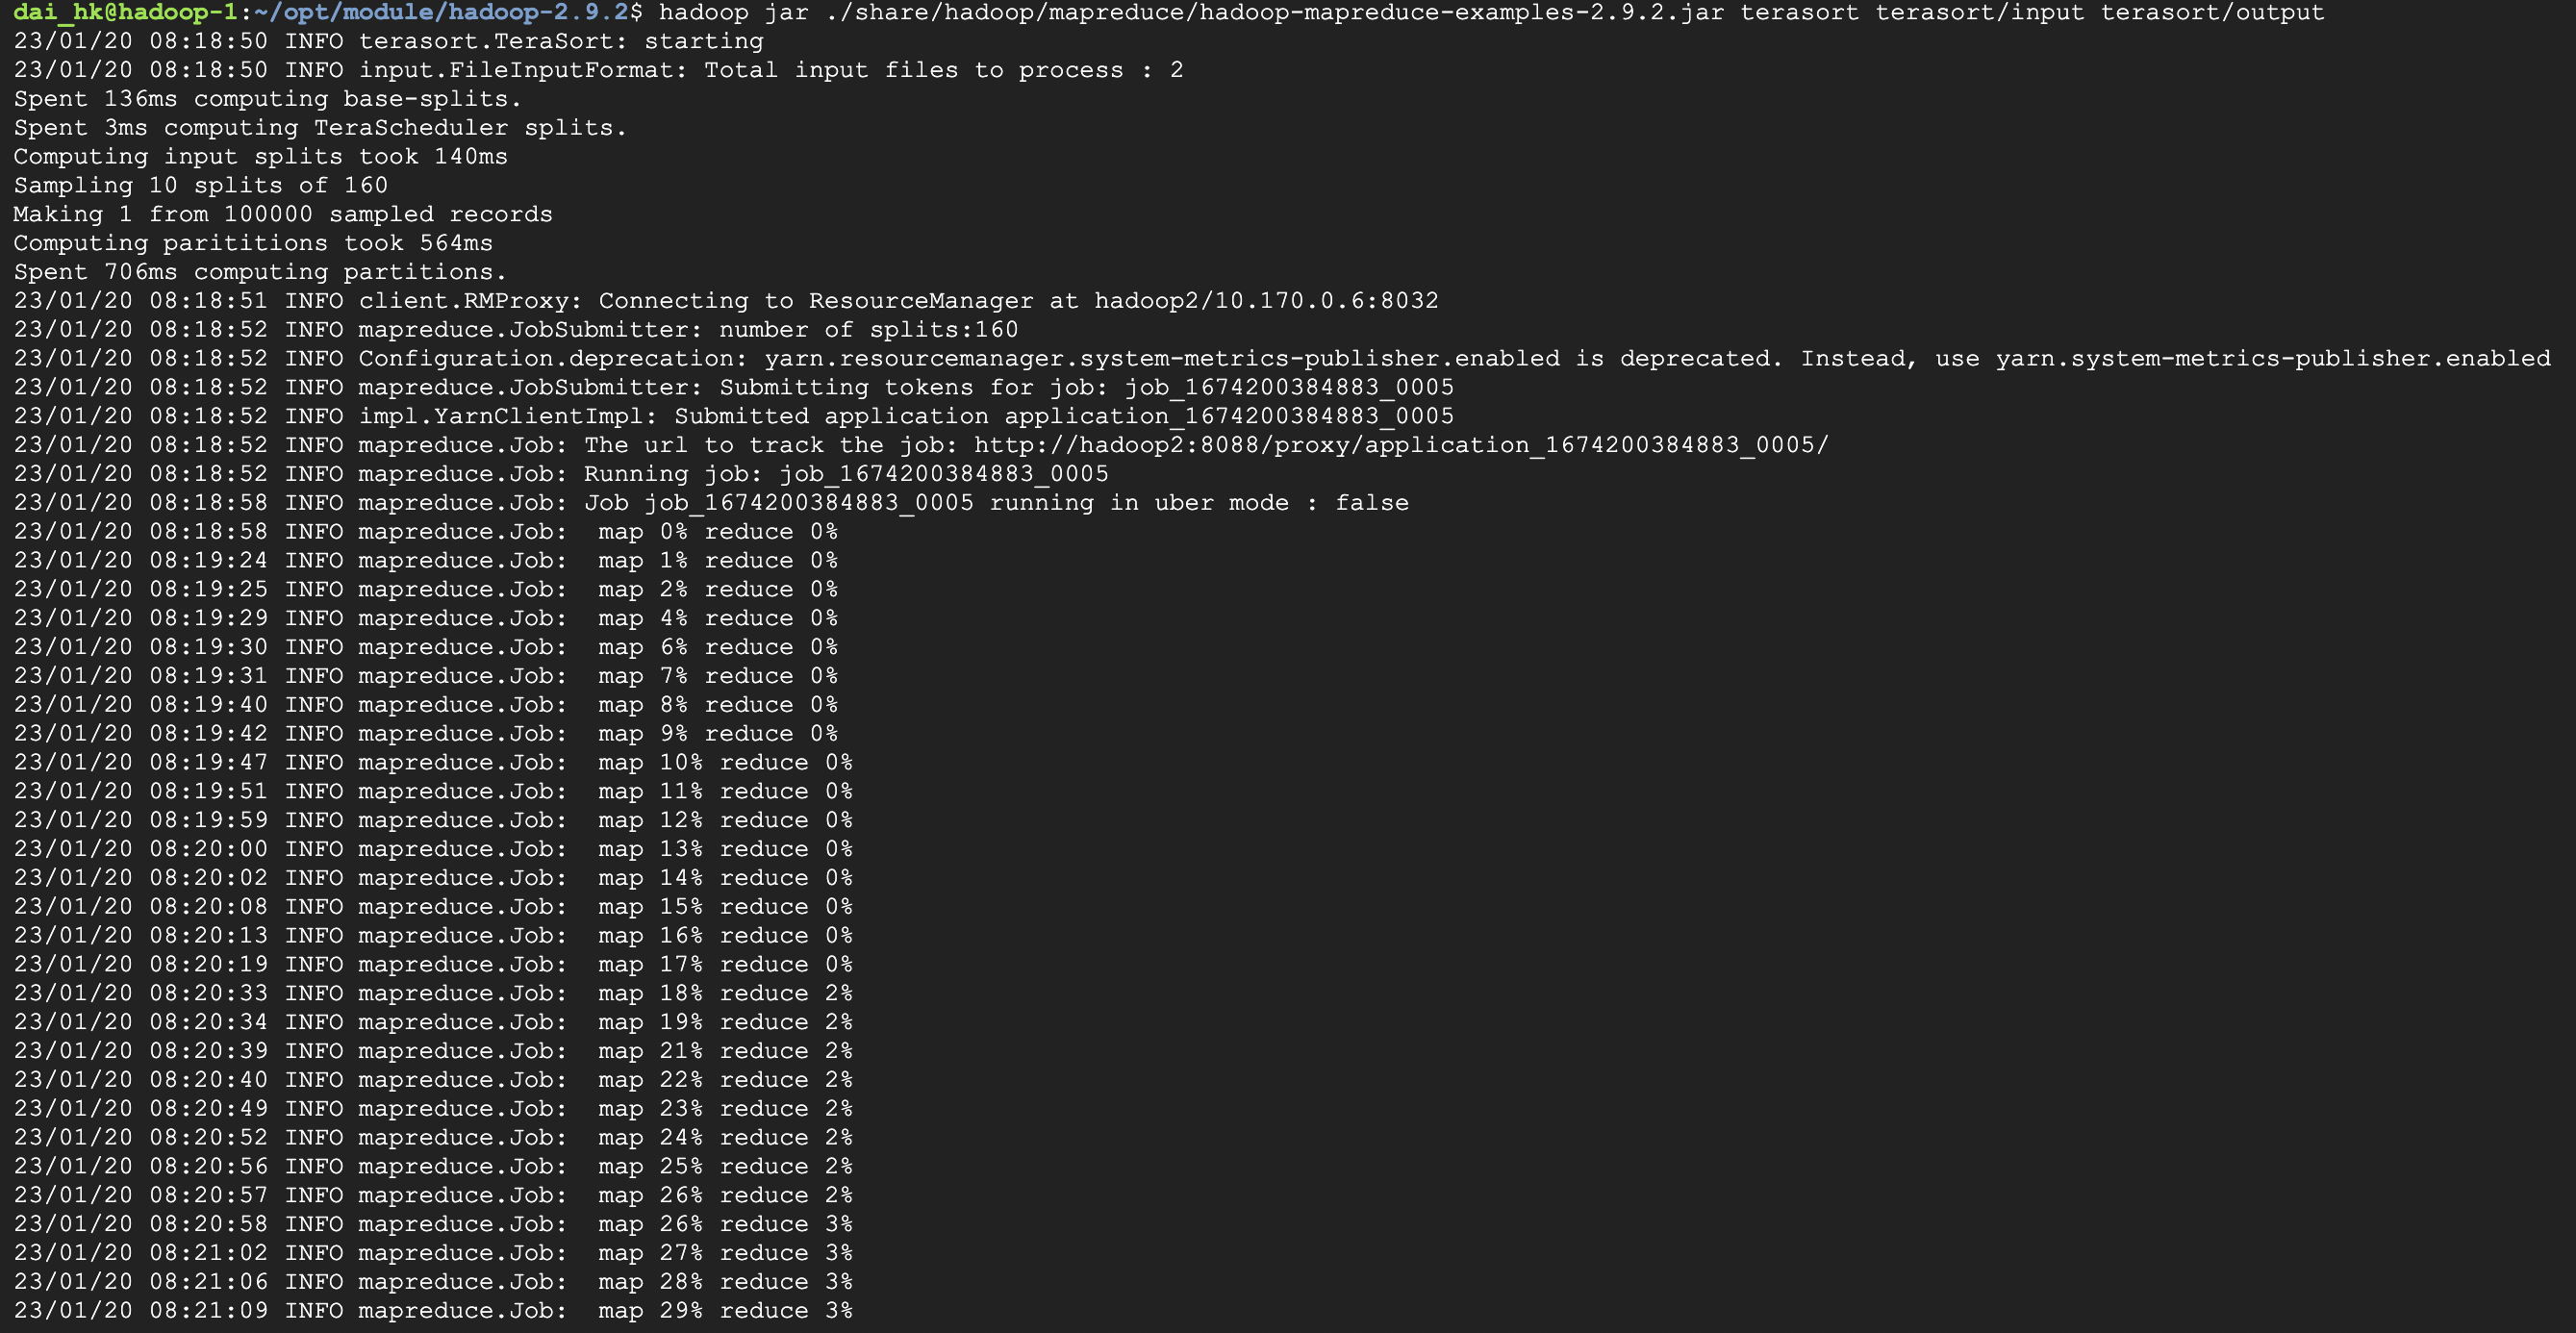 dai_hk@hadoop-1:~/opt/module/hadoop-2.9.2$ hadoop jar ./share/hadoop/mapreduce/hadoop-mapreduce-examples-2.9.2.jar terasort terasort/input terasort/output
23/01/20 08:18:50 INFO terasort.TeraSort: starting
23/01/20 08:18:50 INFO input.FileInputFormat: Total input files to process : 2
Spent 136ms computing base-splits.
Spent 3ms computing TeraScheduler splits.
Computing input splits took 140ms
Sampling 10 splits of 160
Making 1 from 100000 sampled records
Computing parititions took 564ms
Spent 706ms computing partitions.
23/01/20 08:18:51 INFO client.RMProxy: Connecting to ResourceManager at hadoop2/10.170.0.6:8032
23/01/20 08:18:52 INFO mapreduce.JobSubmitter: number of splits:160
23/01/20 08:18:52 INFO Configuration.deprecation: yarn.resourcemanager.system-metrics-publisher.enabled is deprecated. Instead, use yarn.system-metrics-publisher.enabled
23/01/20 08:18:52 INFO mapreduce.JobSubmitter: Submitting tokens for job: job_1674200384883_0005
23/01/20 08:18:52 INFO impl.YarnClientImpl: Submitted application application_1674200384883_0005
23/01/20 08:18:52 INFO mapreduce.Job: The url to track the job: http://hadoop2:8088/proxy/application_1674200384883_0005/
23/01/20 08:18:52 INFO mapreduce.Job: Running job: job_1674200384883_0005
23/01/20 08:18:58 INFO mapreduce.Job: Job job_1674200384883_0005 running in uber mode : false
23/01/20 08:18:58 INFO mapreduce.Job:  map 0% reduce 0%
23/01/20 08:19:24 INFO mapreduce.Job:  map 1% reduce 0%
23/01/20 08:19:25 INFO mapreduce.Job:  map 2% reduce 0%
23/01/20 08:19:29 INFO mapreduce.Job:  map 4% reduce 0%
23/01/20 08:19:30 INFO mapreduce.Job:  map 6% reduce 0%
23/01/20 08:19:31 INFO mapreduce.Job:  map 7% reduce 0%
23/01/20 08:19:40 INFO mapreduce.Job:  map 8% reduce 0%
23/01/20 08:19:42 INFO mapreduce.Job:  map 9% reduce 0%
23/01/20 08:19:47 INFO mapreduce.Job:  map 10% reduce 0%
23/01/20 08:19:51 INFO mapreduce.Job:  map 11% reduce 0%
23/01/20 08:19:59 INFO mapreduce.Job:  map 12% reduce 0%
23/01/20 08:20:00 INFO mapreduce.Job:  map 13% reduce 0%
23/01/20 08:20:02 INFO mapreduce.Job:  map 14% reduce 0%
23/01/20 08:20:08 INFO mapreduce.Job:  map 15% reduce 0%
23/01/20 08:20:13 INFO mapreduce.Job:  map 16% reduce 0%
23/01/20 08:20:19 INFO mapreduce.Job:  map 17% reduce 0%
23/01/20 08:20:33 INFO mapreduce.Job:  map 18% reduce 2%
23/01/20 08:20:34 INFO mapreduce.Job:  map 19% reduce 2%
23/01/20 08:20:39 INFO mapreduce.Job:  map 21% reduce 2%
23/01/20 08:20:40 INFO mapreduce.Job:  map 22% reduce 2%
23/01/20 08:20:49 INFO mapreduce.Job:  map 23% reduce 2%
23/01/20 08:20:52 INFO mapreduce.Job:  map 24% reduce 2%
23/01/20 08:20:56 INFO mapreduce.Job:  map 25% reduce 2%
23/01/20 08:20:57 INFO mapreduce.Job:  map 26% reduce 2%
23/01/20 08:20:58 INFO mapreduce.Job:  map 26% reduce 3%
23/01/20 08:21:02 INFO mapreduce.Job:  map 27% reduce 3%
23/01/20 08:21:06 INFO mapreduce.Job:  map 28% reduce 3%
23/01/20 08:21:09 INFO mapreduce.Job:  map 29% reduce 3%